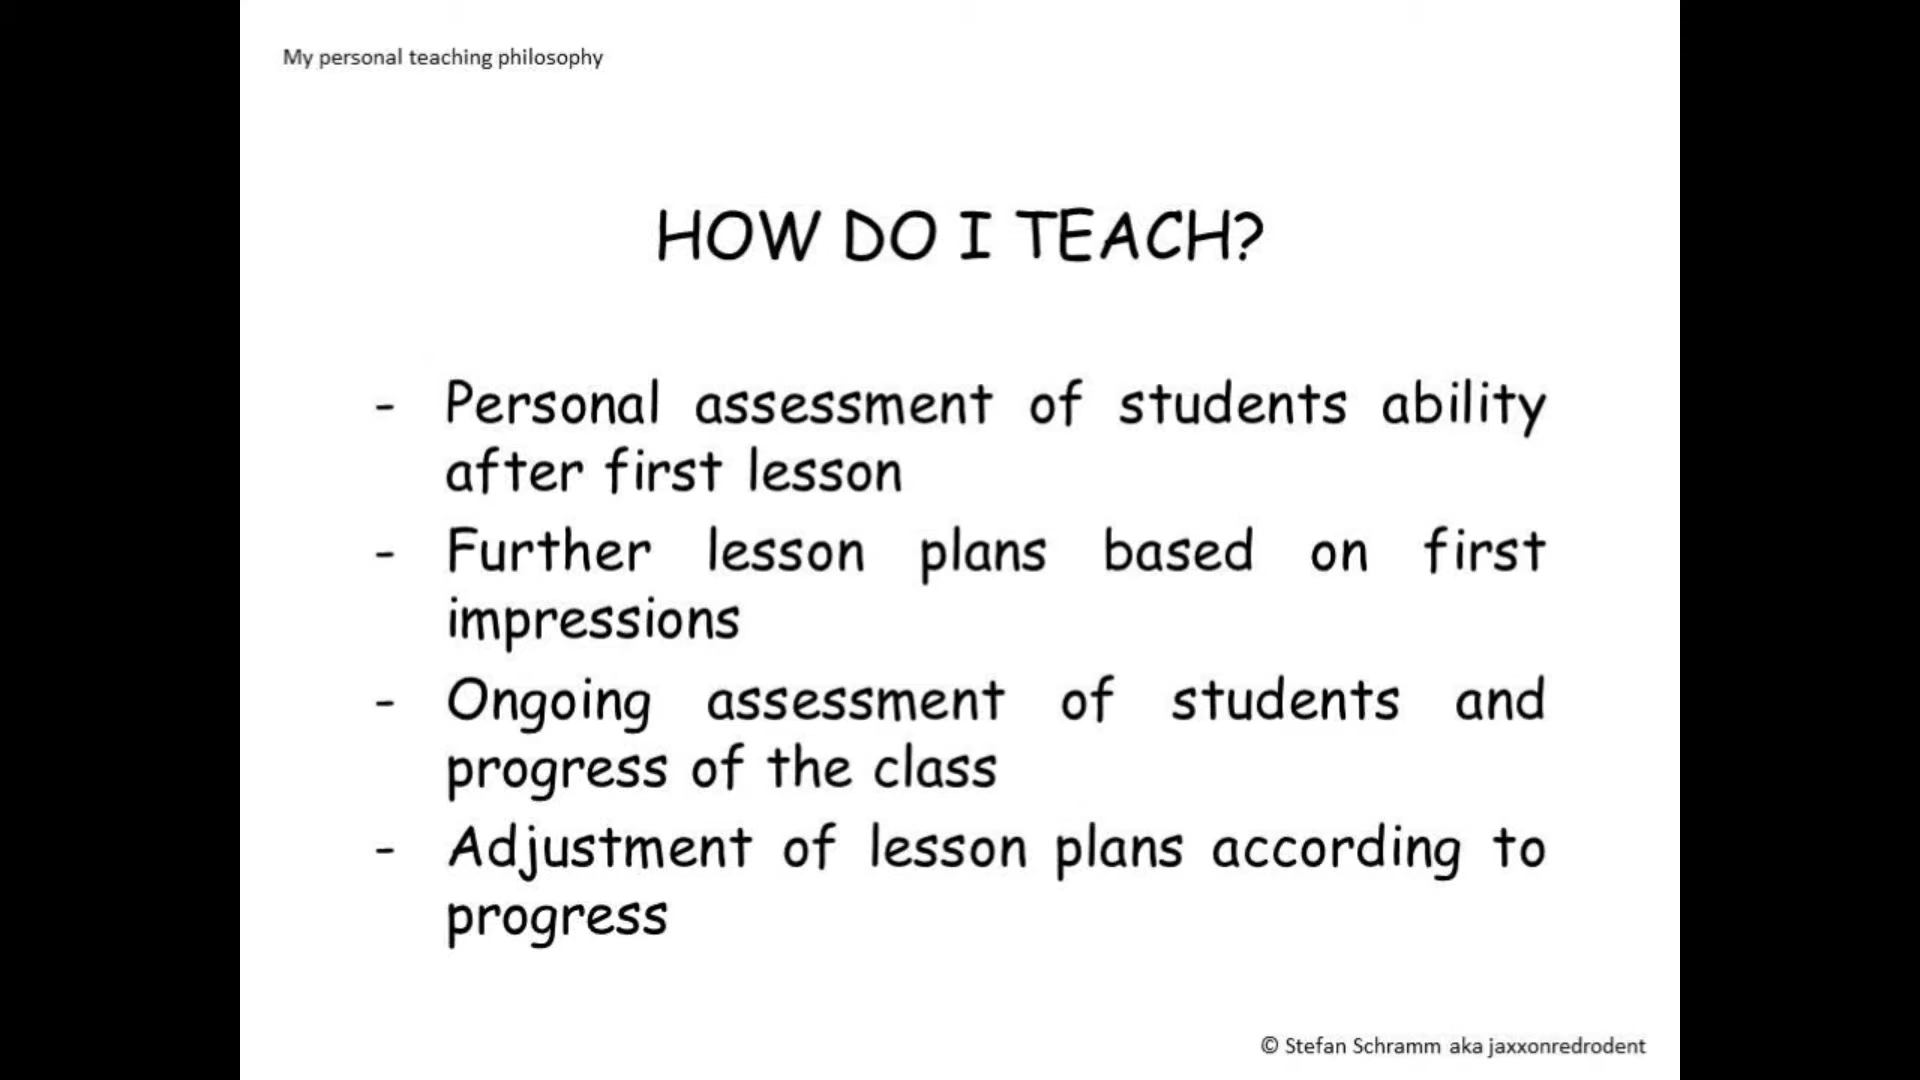 My personal teaching philosophy
HOW DO I TEACH?
- Personal assessment of students ability
after first lesson
- Further lesson plans based on first
impressions
- Ongoing assessment of students and
progress of the class
- Adjustment of lesson plans according to
progress
© Stefan Schramm aka jaxxonredrodent